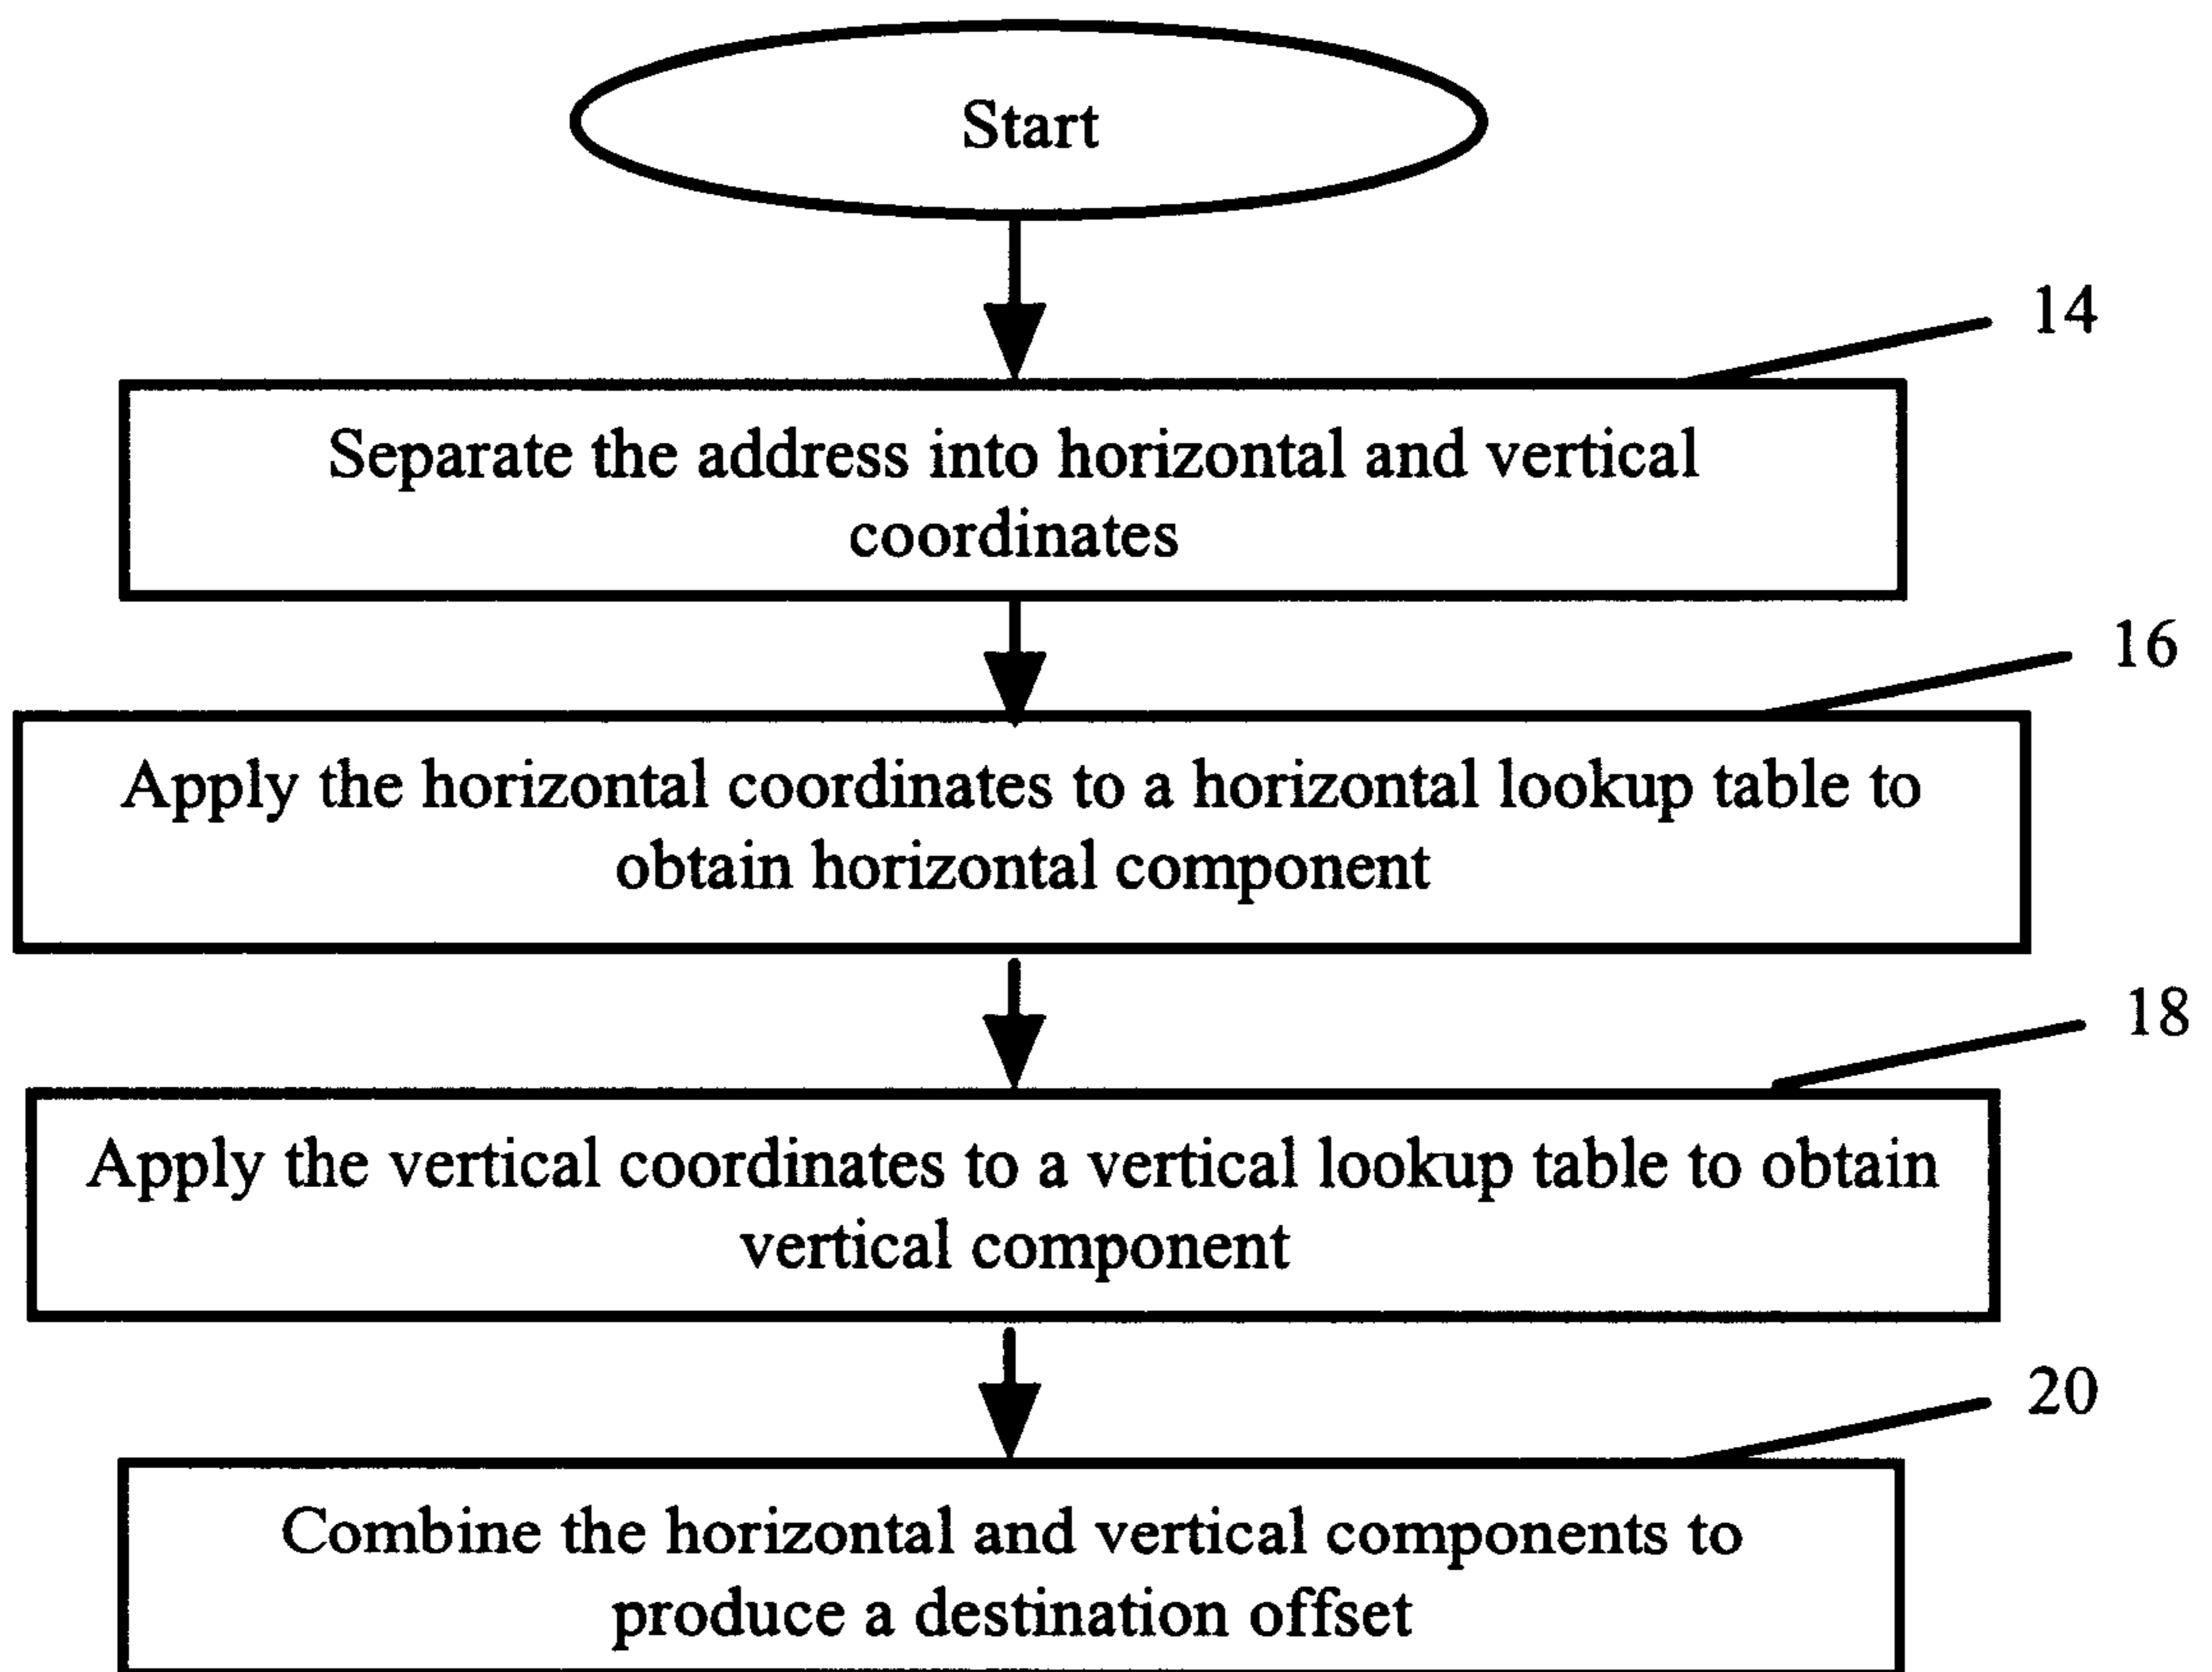 Start
14
Separate the address into horizontal and vertical
coordinates
16
Apply the horizontal coordinates to a horizontal lookup table to
obtain horizontal component
18
Apply the vertical coordinates to a vertical lookup table to obtain
vertical component
20
Combine the horizontal and vertical components to
produce a destination offset